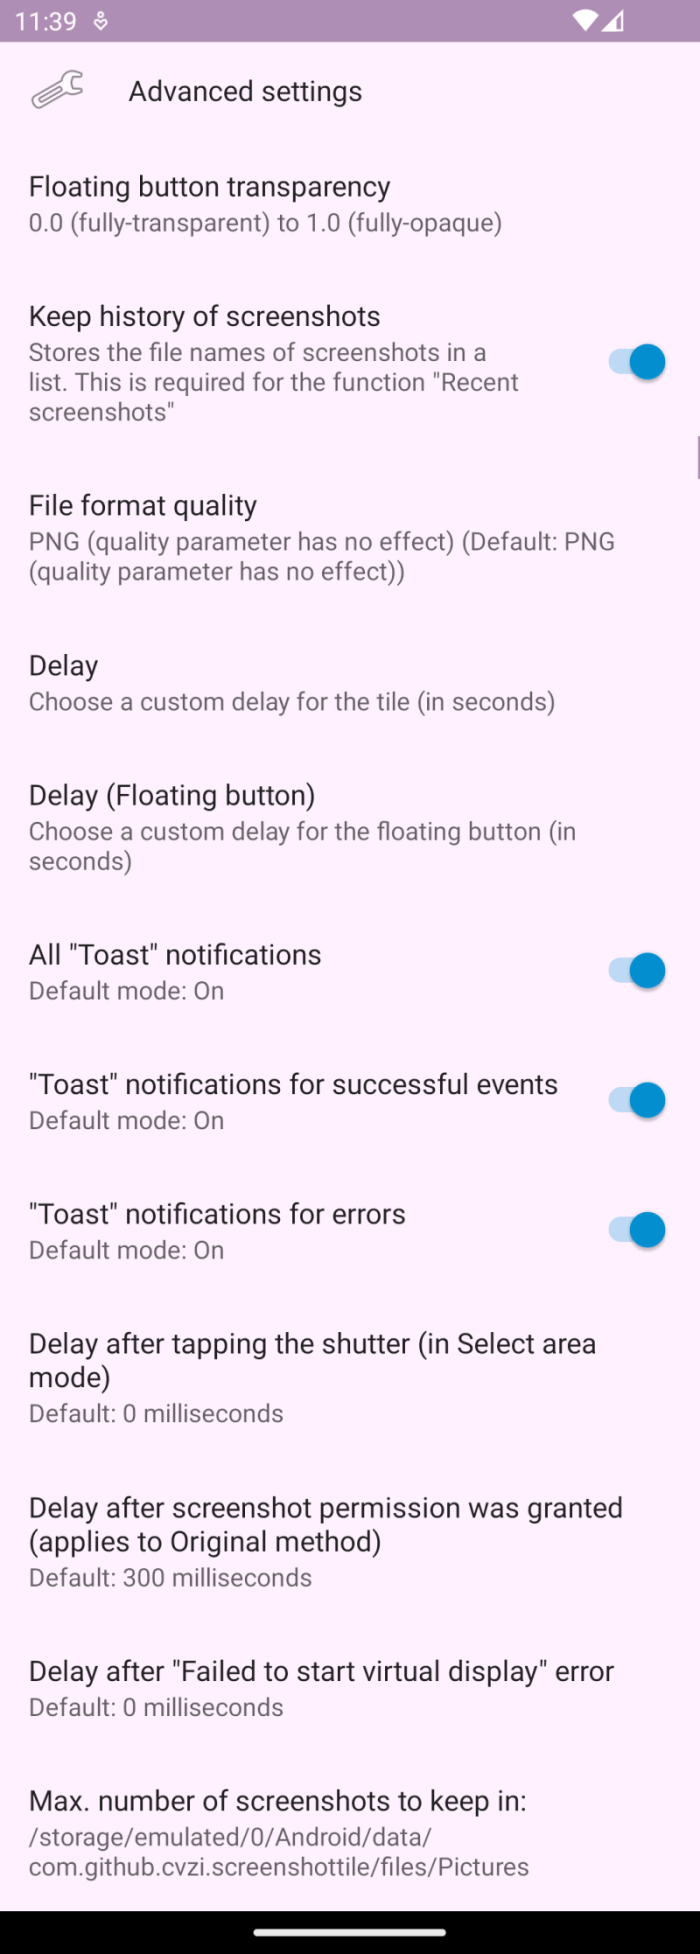 11:39
Advanced settings
Floating button transparency
0.0 (fully-transparent) to 1.0 (fully-opaque)
Keep history of screenshots
Stores the file names of screenshots in a
list. This is required for the function "Recent
screenshots"
File format quality
PNG (quality parameter has no effect) (Default: PNG
(quality parameter has no effect))
Delay
Choose a custom delay for the tile (in seconds)
Delay (Floating button)
Choose a custom delay for the floating button (in
seconds)
All "Toast" notifications
Default mode: On
"Toast" notifications for successful events
Default mode: On
"Toast" notifications for errors
Default mode: On
Delay after tapping the shutter (in Select area
mode)
Default: 0 milliseconds
Delay after screenshot permission was granted
(applies to Original method)
Default: 300 milliseconds
Delay after "Failed to start virtual display" error
Default: 0 milliseconds
Max. number of screenshots to keep in:
/storage/emulated/0/Android/data/
com.github.cvzi.screenshottile/files/Pictures